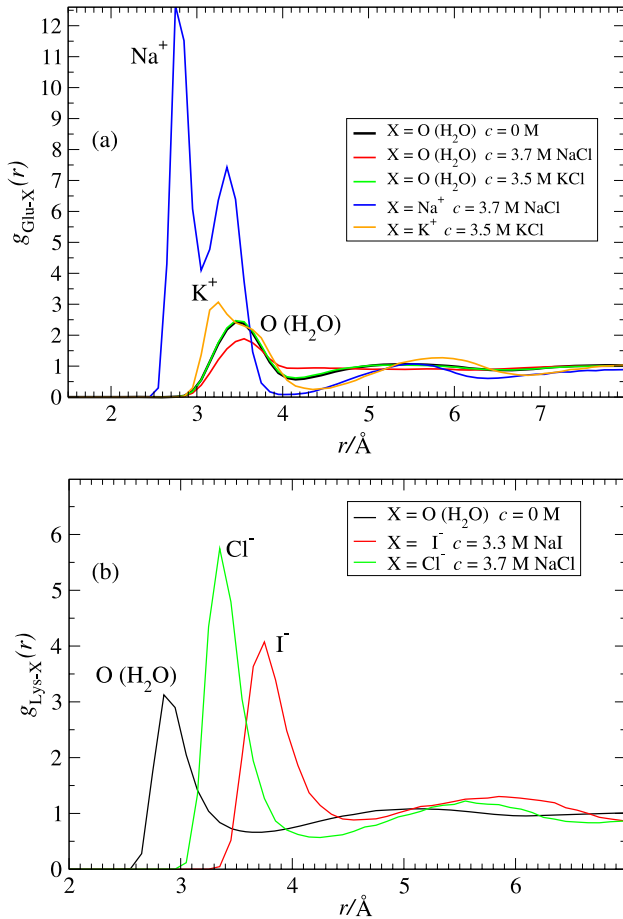 12
11
10
9
8
7
6
5
4
3
2
1
0
g_Glu-X(r)
Na⁺
(a)
X = O (H₂O) c = 0 M
X = O (H₂O) c = 3.7 M NaCl
X = O (H₂O) c = 3.5 M KCl
X = Na⁺ c = 3.7 M NaCl
X = K⁺ c = 3.5 M KCl
K⁺
O (H₂O)
2 3 4 5 6 7
r/Å
6
5
4
3
2
1
0
g_Lys-X(r)
(b)
X = O (H₂O) c = 0 M
X = I⁻ c = 3.3 M NaI
X = Cl⁻ c = 3.7 M NaCl
Cl⁻
I⁻
O (H₂O)
2 3 4 5 6
r/Å